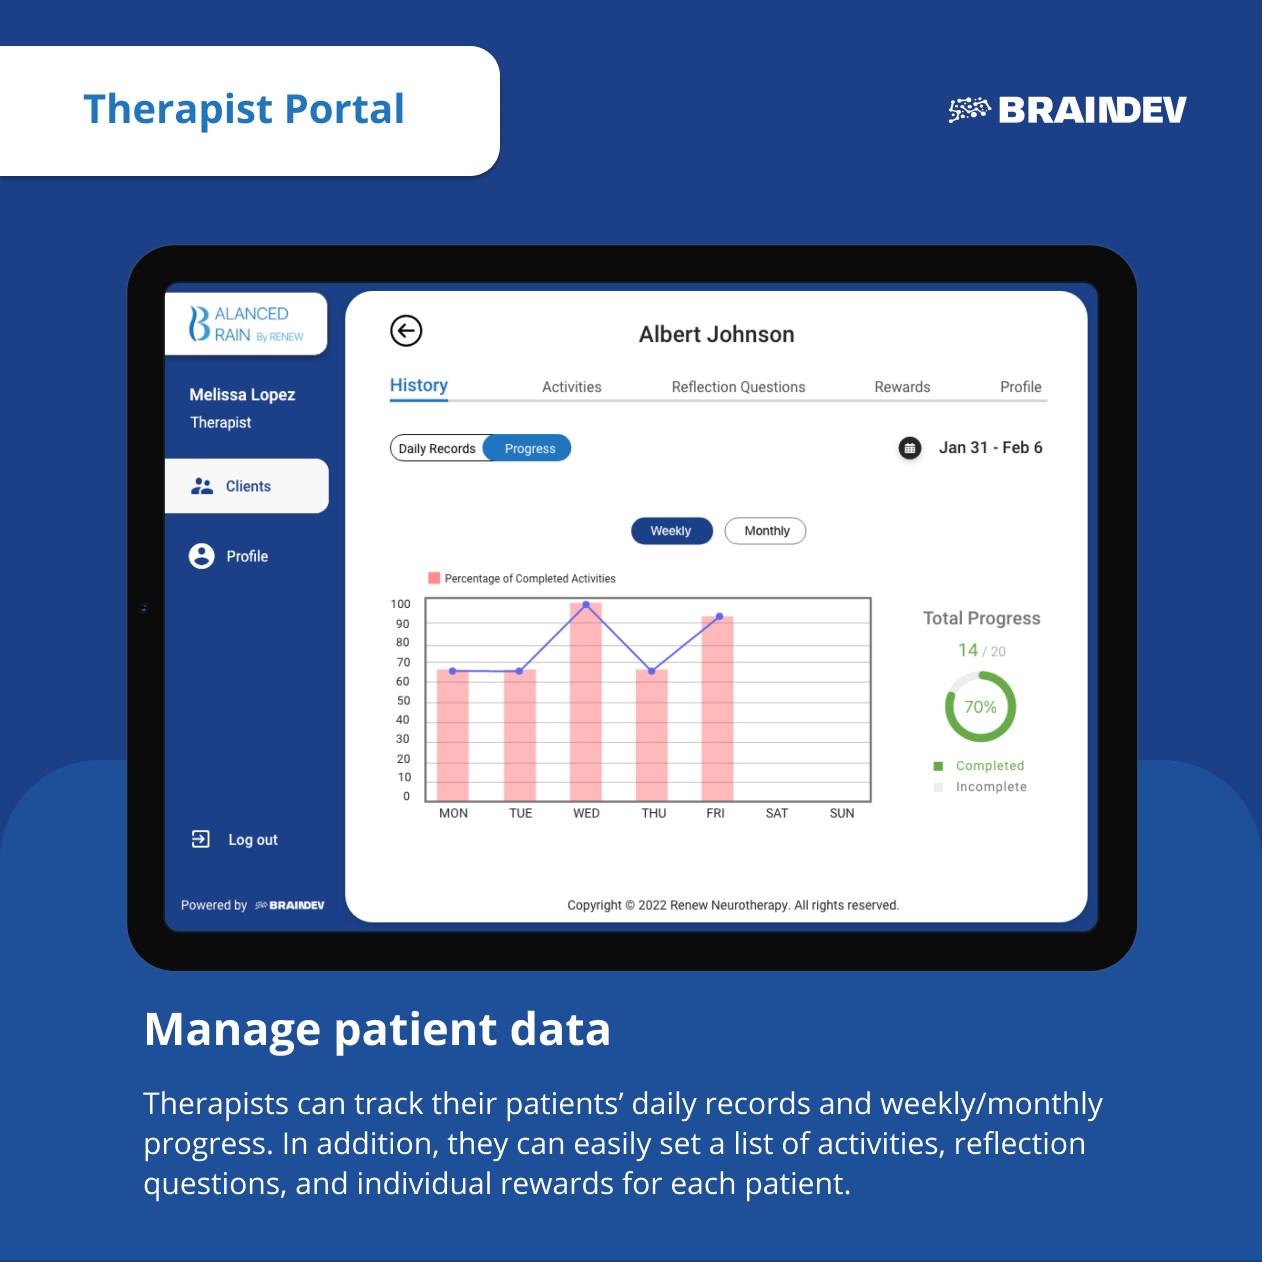 Therapist Portal
BRAINDEV
BALANCED
BRAIN By RENEW
Melissa Lopez
Therapist
Clients
Profile
Log out
Powered by BRAINDEV
Albert Johnson
History
Activities
Reflection Questions
Rewards
Profile
Daily Records
Progress
Jan 31 - Feb 6
Weekly
Monthly
Percentage of Completed Activities
100
90
80
70
60
50
40
30
20
10
0
MON
TUE
WED
THU
FRI
SAT
SUN
Total Progress
14 / 20
70%
Completed
Incomplete
Copyright © 2022 Renew Neurotherapy. All rights reserved.
Manage patient data
Therapists can track their patients’ daily records and weekly/monthly
progress. In addition, they can easily set a list of activities, reflection
questions, and individual rewards for each patient.